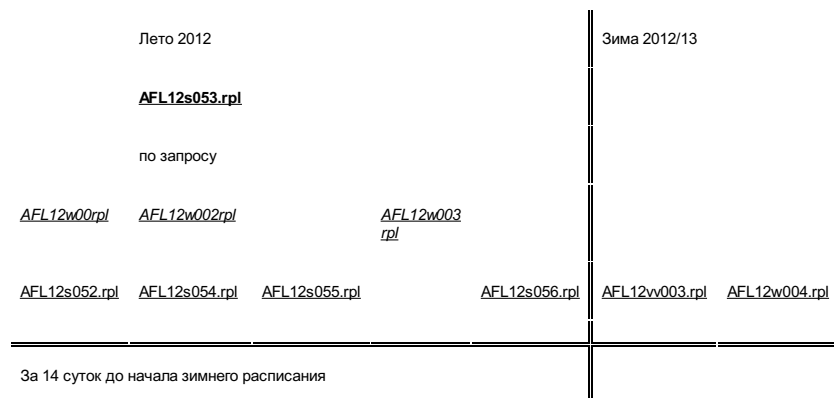 Лето 2012 Зима 2012/13
AFL12s053.rpl
по запросу
AFL12w00rpl AFL12w002rpl AFL12w003
rpl
AFL12s052.rpl AFL12s054.rpl AFL12s055.rpl AFL12s056.rpl AFL12vv003.rpl AFL12w004.rpl
За 14 суток до начала зимнего расписания